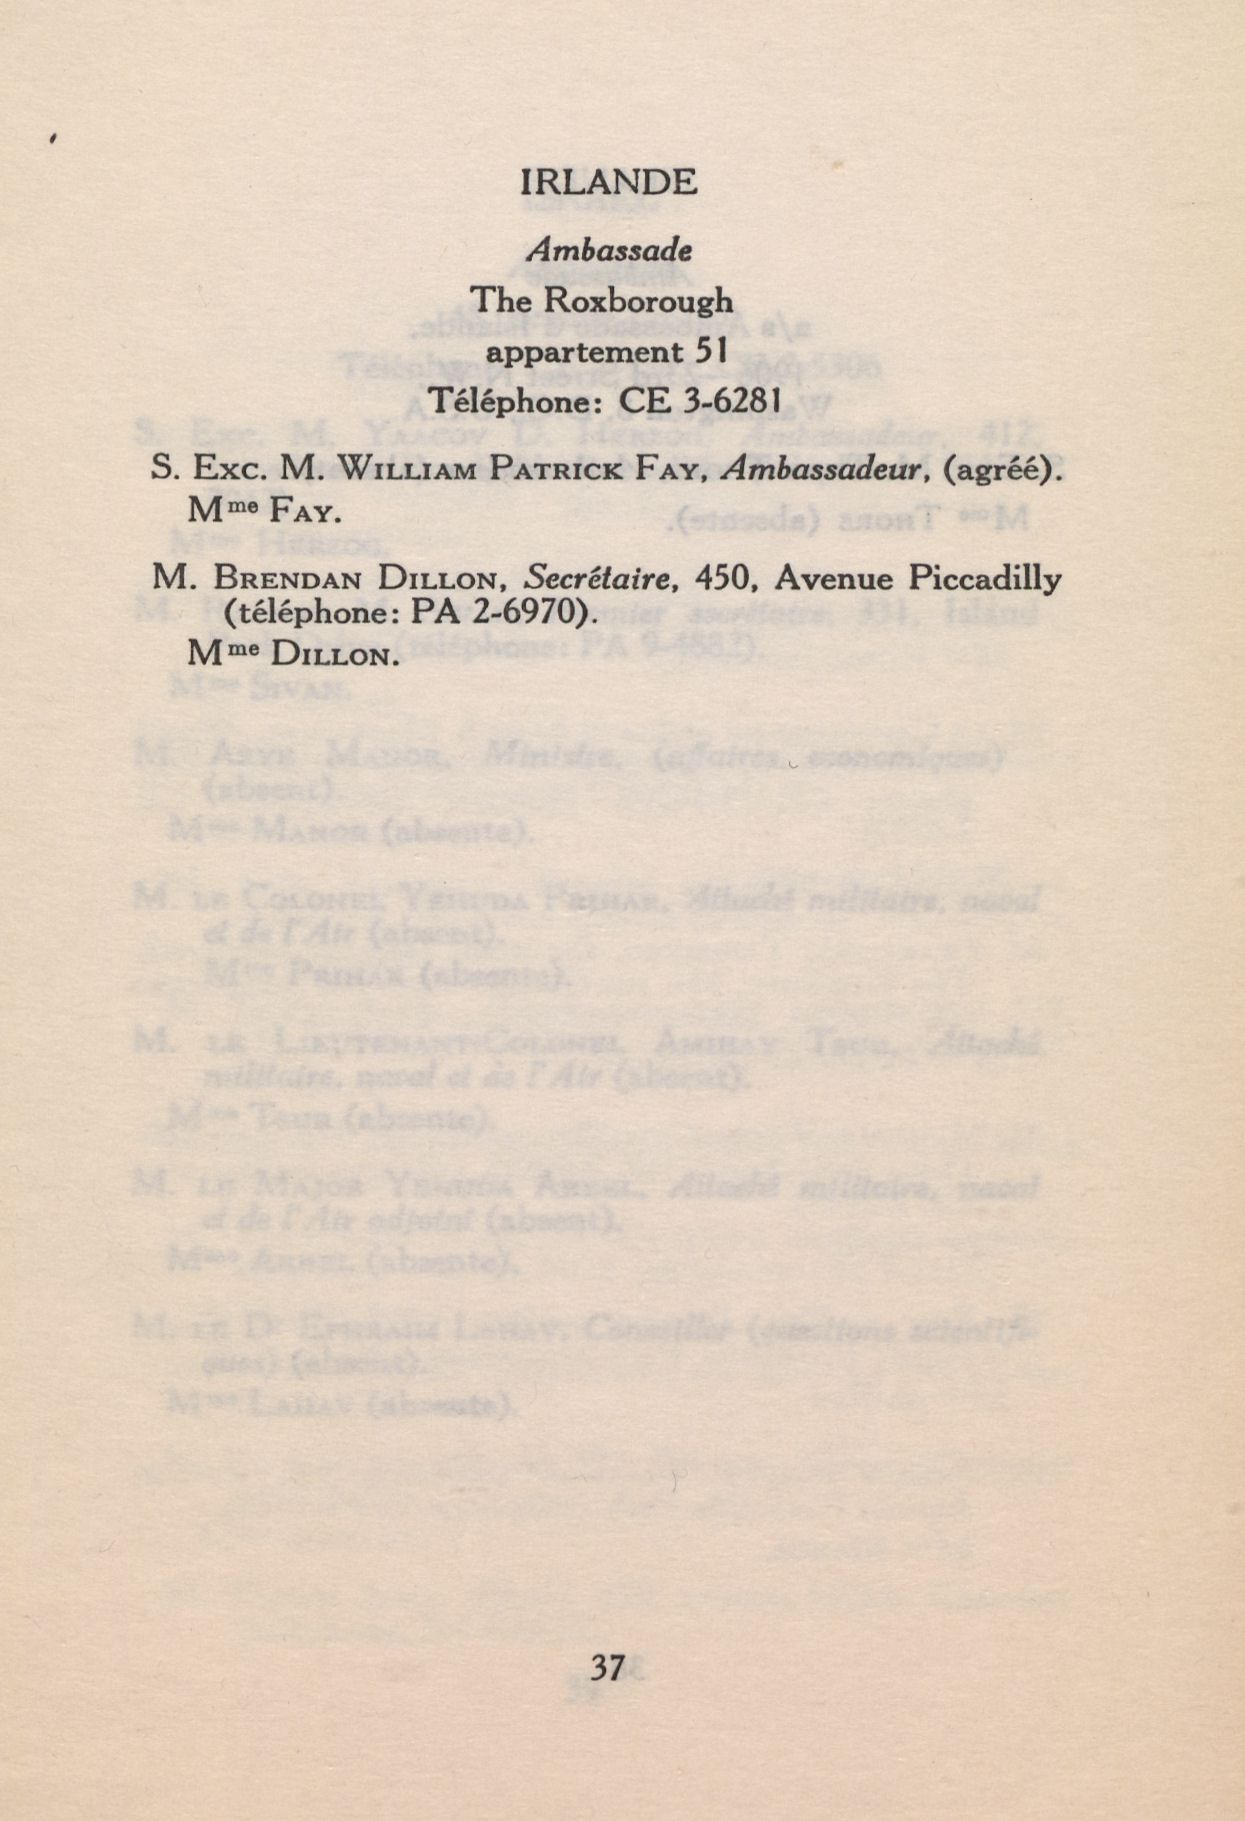 IRLANDE
Ambassade
The Roxborough
appartement 51
Téléphone: CE 3-6281
S. Exc. M. William Patrick Fay, Ambassadeur, (agréé).
Mme Fay.
M. Brendan Dillon, Secrétaire, 450, Avenue Piccadilly
(téléphone: PA 2-6970).
Mme Dillon.
37